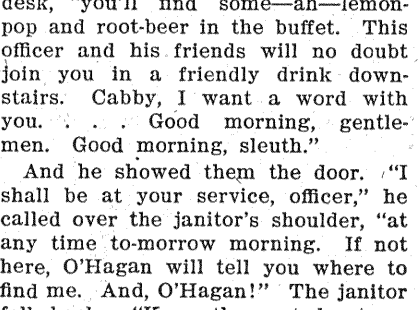 desk, "you'll find some—ah—lemon-
pop and root-beer in the buffet. This
officer and his friends will no doubt
join you in a friendly drink down-
stairs. Cabby, I want a word with
you. . . . Good morning, gentle-
men. Good morning, sleuth."
And he showed them the door. "I
shall be at your service, officer," he
called over the janitor's shoulder, "at
any time to-morrow morning. If not
here, O'Hagan will tell you where to
find me. And, O'Hagan!" The janitor